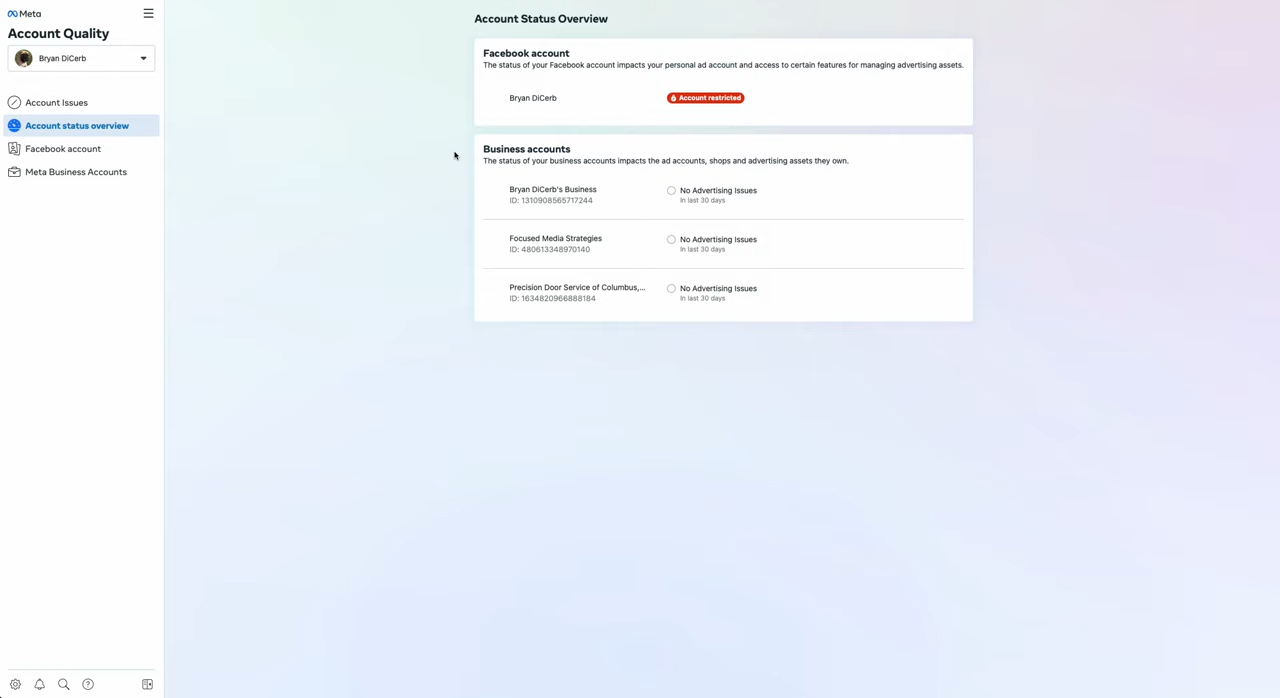 Meta
Account Quality
Bryan DiCerb
Account Issues
Account status overview
Facebook account
Meta Business Accounts
Account Status Overview
Facebook account
The status of your Facebook account impacts your personal ad account and access to certain features for managing advertising assets.
Bryan DiCerb
Account restricted
Business accounts
The status of your business accounts impacts the ad accounts, shops and advertising assets they own.
Bryan DiCerb's Business
No Advertising Issues
ID: 1310908565717244
In last 30 days
Focused Media Strategies
No Advertising Issues
ID: 480613348970140
In last 30 days
Precision Door Service of Columbus,...
No Advertising Issues
ID: 1634820966888184
In last 30 days